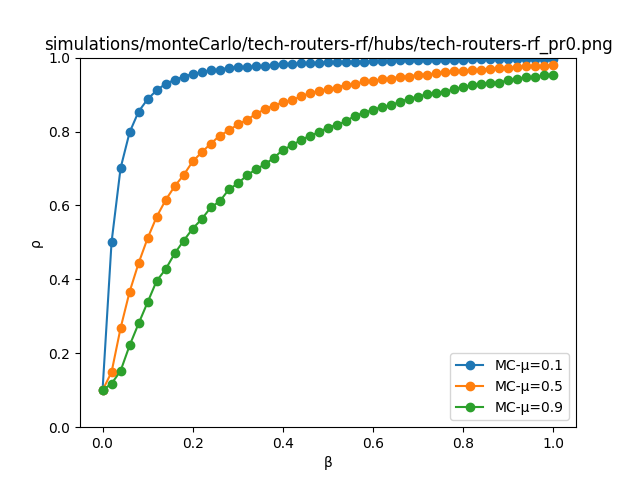 simulations/monteCarlo/tech-routers-rf/hubs/tech-routers-rf_pr0.png
1.0
0.8
0.6
0.4
0.2
0.0
ρ
0.0 0.2 0.4 0.6 0.8 1.0
β
MC-μ=0.1
MC-μ=0.5
MC-μ=0.9